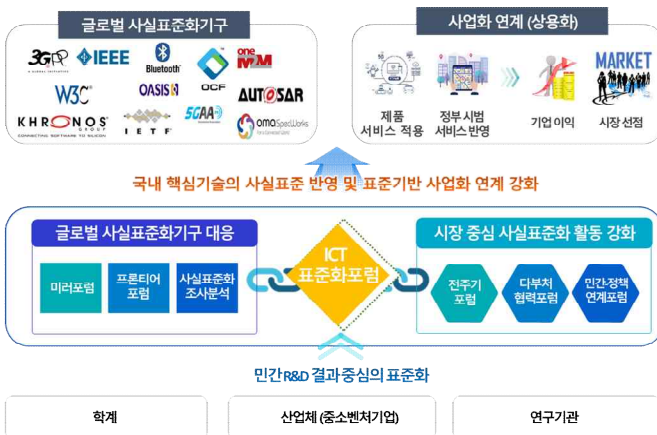 글로벌 사실표준화기구
사업화 연계 (상용화)
3GPP
A GLOBAL INITIATIVE
IEEE
Bluetooth
OCF
one
M2M
W3C
OASIS
AUTOSAR
KHRONOS
GROUP
CONNECTING SOFTWARE TO SILICON
I E T F
5GAA
oma SpecWorks
MARKET
제품
서비스 적용
정부 시범
서비스 반영
기업 이익
시장 선점
국내 핵심기술의 사실표준 반영 및 표준기반 사업화 연계 강화
글로벌 사실표준화기구 대응
미러포럼
프론티어
포럼
사실표준화
조사분석
ICT
표준화포럼
시장 중심 사실표준화 활동 강화
전주기
포럼
다부처
협력포럼
민간·정책
연계포럼
민간R&D 결과 중심의 표준화
학계
산업체 (중소벤처기업)
연구기관